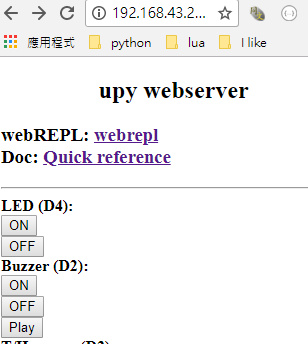 192.168.43.2...
應用程式 python lua I like
upy webserver
webREPL: webrepl
Doc: Quick reference
LED (D4):
ON
OFF
Buzzer (D2):
ON
OFF
Play